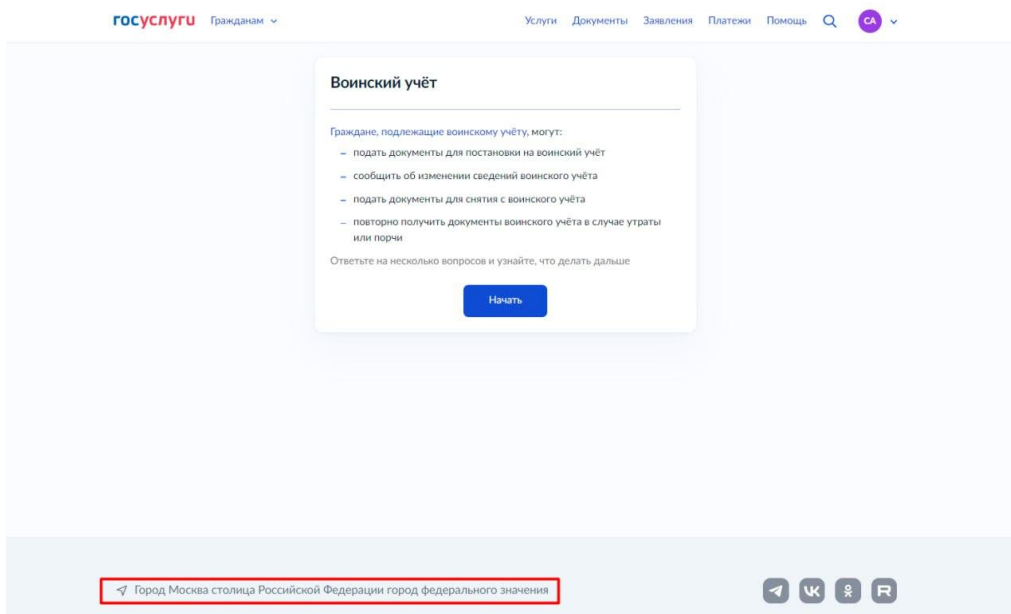 госуслуги Гражданам Услуги Документы Заявления Платежи Помощь СА
Воинский учёт
Граждане, подлежащие воинскому учёту, могут:
– подать документы для постановки на воинский учёт
– сообщить об изменении сведений воинского учёта
– подать документы для снятия с воинского учёта
– повторно получить документы воинского учёта в случае утраты
или порчи
Ответьте на несколько вопросов и узнайте, что делать дальше
Начать
Город Москва столица Российской Федерации город федерального значения